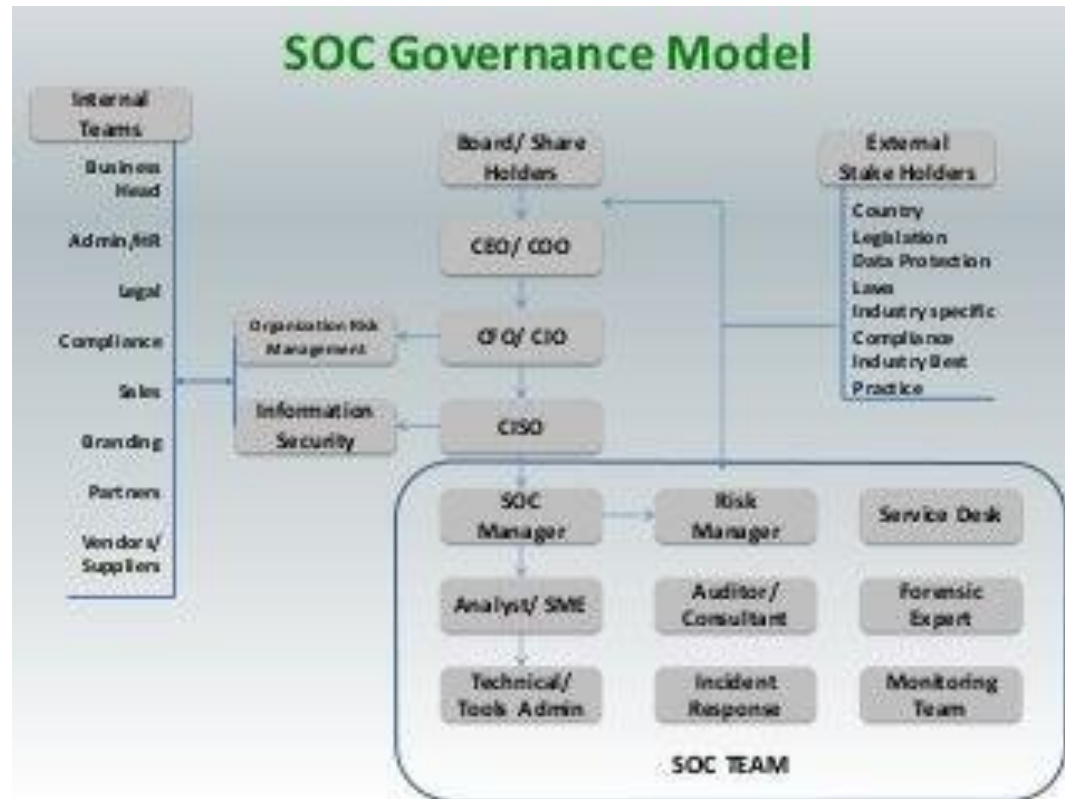 SOC Governance Model
Internal
Teams
Business
Head
Admin/HR
Legal
Compliance
Sales
Branding
Partners
Vendors/
Suppliers
Board/ Share
Holders
CEO/ COO
CFO/ CIO
CISO
Organization Risk
Management
Information
Security
External
Stake Holders
Country
Legislation
Data Protection
Laws
Industry specific
Compliance
Industry Best
Practice
SOC
Manager
Risk
Manager
Service Desk
Analyst/ SME
Auditor/
Consultant
Forensic
Expert
Technical/
Tools Admin
Incident
Response
Monitoring
Team
SOC TEAM